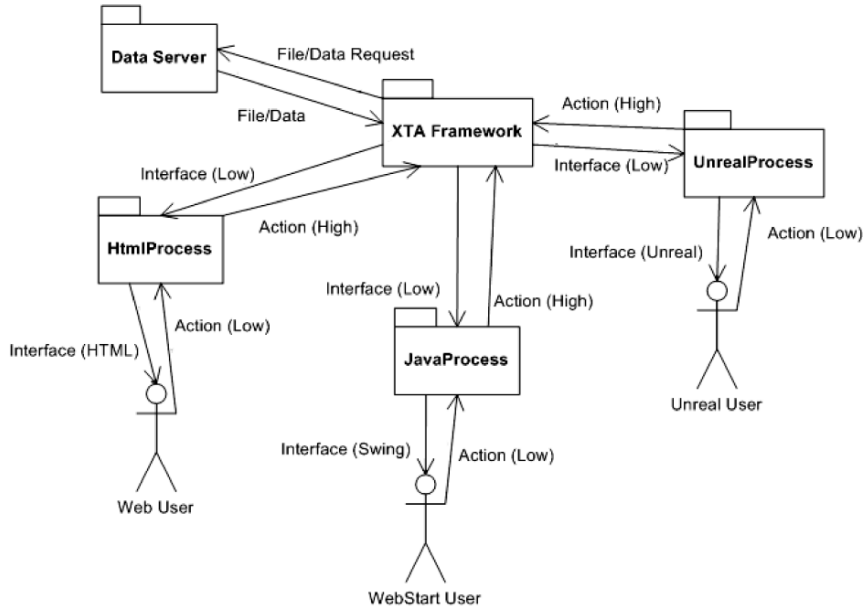 Data Server
File/Data Request
File/Data
XTA Framework
Action (High)
Interface (Low)
UnrealProcess
Interface (Low)
Action (High)
HtmlProcess
Interface (Unreal)
Action (Low)
Interface (Low)
Action (High)
Interface (HTML)
Action (Low)
JavaProcess
Unreal User
Interface (Swing)
Action (Low)
Web User
WebStart User